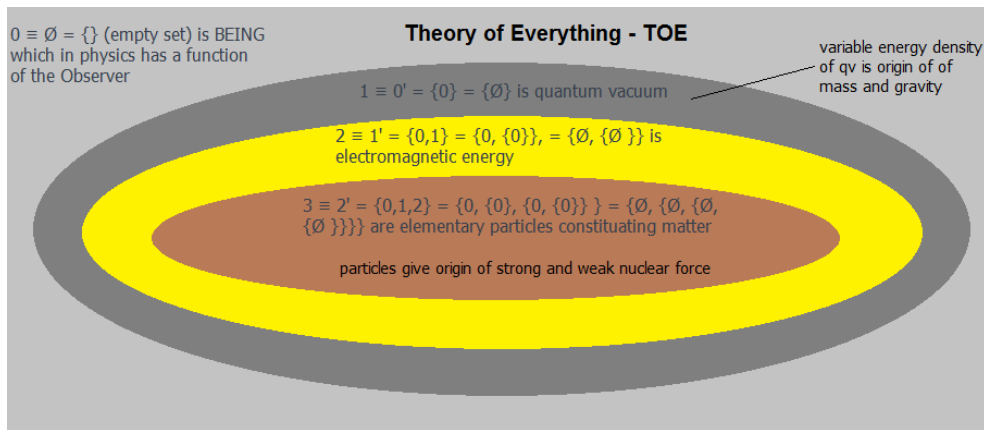 Theory of Everything - TOE
0 ≡ Ø = {} (empty set) is BEING
which in physics has a function
of the Observer
variable energy density
of qv is origin of of
mass and gravity
1 ≡ 0' = {0} = {Ø} is quantum vacuum
2 ≡ 1' = {0,1} = {0, {0}}, = {Ø, {Ø }} is
electromagnetic energy
3 ≡ 2' = {0,1,2} = {0, {0}, {0, {0}} } = {Ø, {Ø, {Ø,
{Ø }}}} are elementary particles constituating matter
particles give origin of strong and weak nuclear force